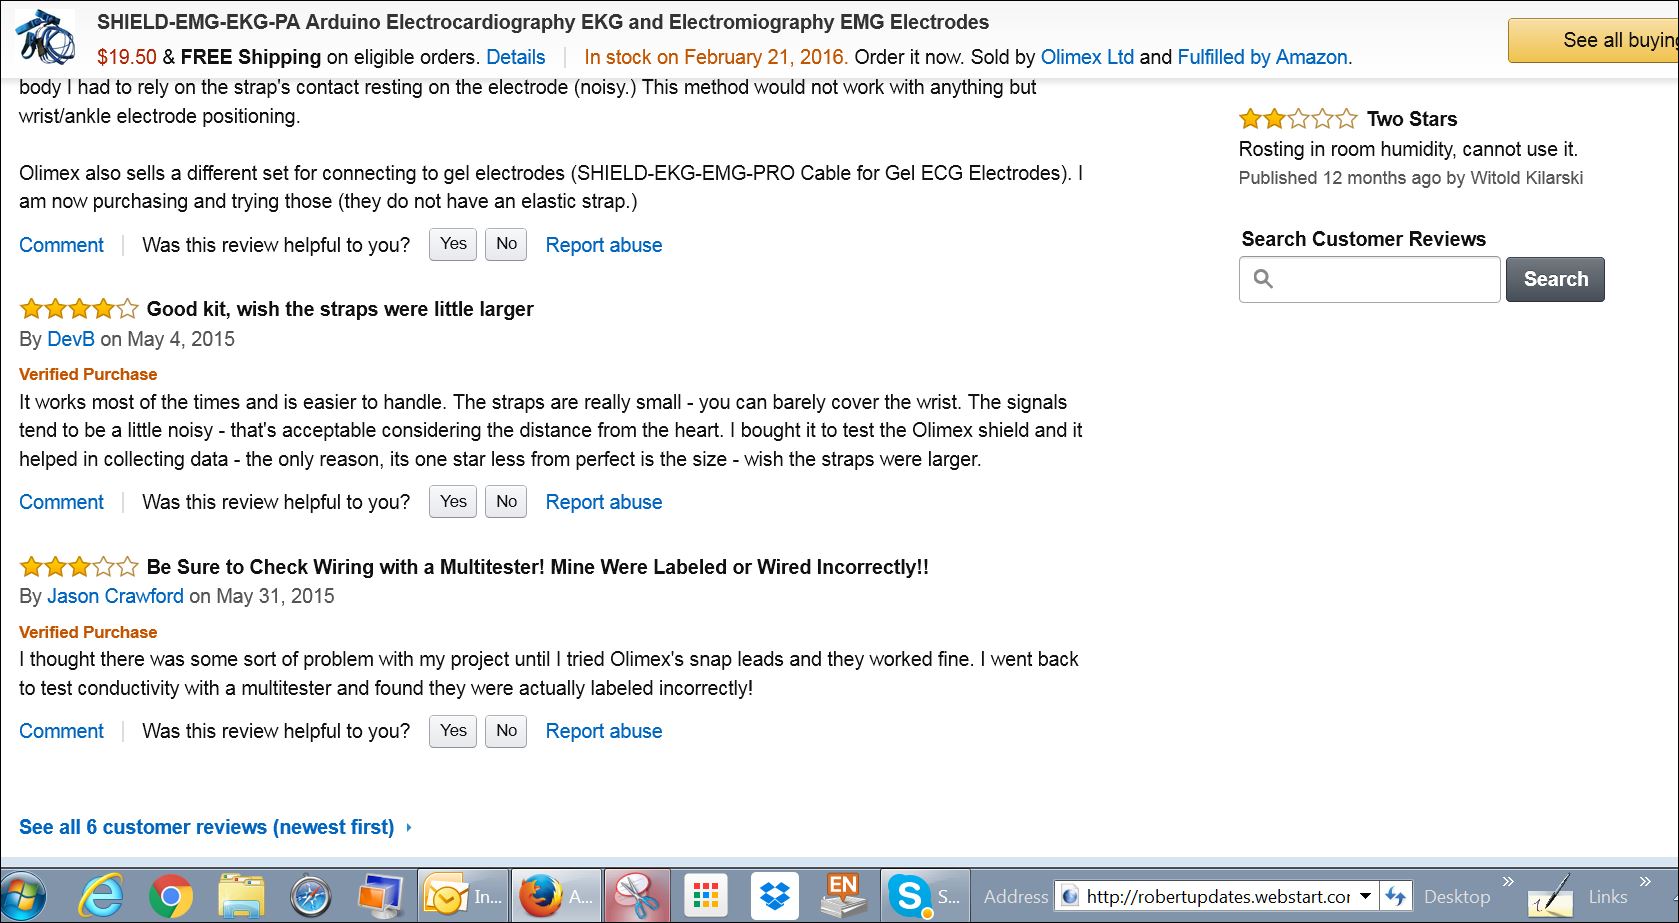 SHIELD-EMG-EKG-PA Arduino Electrocardiography EKG and Electromiography EMG Electrodes
$19.50 & FREE Shipping on eligible orders. Details In stock on February 21, 2016. Order it now. Sold by Olimex Ltd and Fulfilled by Amazon.
See all buying
body I had to rely on the strap's contact resting on the electrode (noisy.) This method would not work with anything but
wrist/ankle electrode positioning.
Olimex also sells a different set for connecting to gel electrodes (SHIELD-EKG-EMG-PRO Cable for Gel ECG Electrodes). I
am now purchasing and trying those (they do not have an elastic strap.)
Comment Was this review helpful to you? Yes No Report abuse
Good kit, wish the straps were little larger
By DevB on May 4, 2015
Verified Purchase
It works most of the times and is easier to handle. The straps are really small - you can barely cover the wrist. The signals
tend to be a little noisy - that's acceptable considering the distance from the heart. I bought it to test the Olimex shield and it
helped in collecting data - the only reason, its one star less from perfect is the size - wish the straps were larger.
Comment Was this review helpful to you? Yes No Report abuse
Be Sure to Check Wiring with a Multitester! Mine Were Labeled or Wired Incorrectly!!
By Jason Crawford on May 31, 2015
Verified Purchase
I thought there was some sort of problem with my project until I tried Olimex's snap leads and they worked fine. I went back
to test conductivity with a multitester and found they were actually labeled incorrectly!
Comment Was this review helpful to you? Yes No Report abuse
See all 6 customer reviews (newest first)
Two Stars
Rosting in room humidity, cannot use it.
Published 12 months ago by Witold Kilarski
Search Customer Reviews
Search
In... A... EN S... Address http://robertupdates.webstart.cor Desktop » Links »